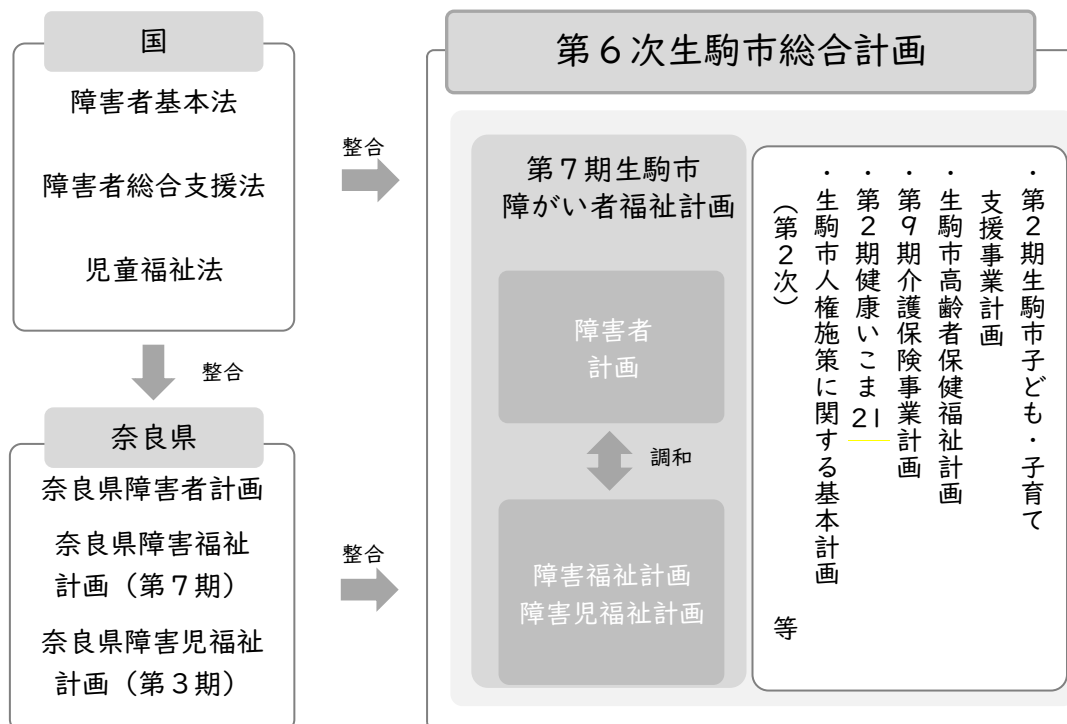 国
障害者基本法
障害者総合支援法
児童福祉法
整合
奈良県
奈良県障害者計画
奈良県障害福祉
計画（第７期）
奈良県障害児福祉
計画（第３期）
整合
整合
第６次生駒市総合計画
第７期生駒市
障がい者福祉計画
障害者
計画
調和
障害福祉計画
障害児福祉計画
・第２期生駒市子ども・子育て
支援事業計画
・生駒市高齢者保健福祉計画
・第９期介護保険事業計画
・第２期健康いこま21
・生駒市人権施策に関する基本計画
（第２次）
等